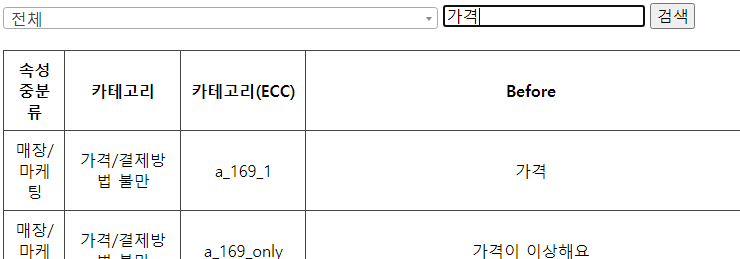 전체
가격
검색
속성
중분
류
카테고리
카테고리(ECC)
Before
매장/
마케
팅
가격/결제방
법 불만
a_169_1
가격
매장/
마케
가격/결제방
법 불만
a_169_only
가격이 이상해요